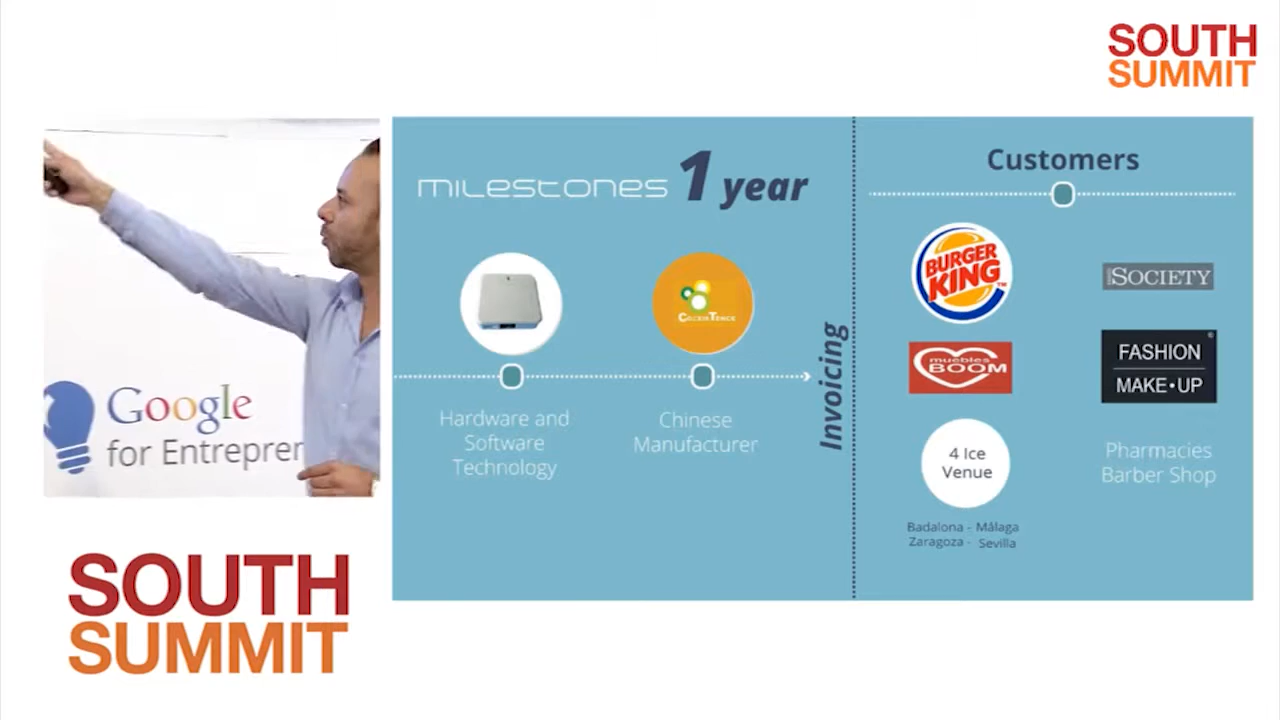 SOUTH
SUMMIT
Google
for Entrepren
SOUTH
SUMMIT
milestones 1 year
Hardware and
Software
Technology
Chinese
Manufacturer
Invoicing
Customers
BURGER
KING
TM
muebles
BOOM
4 Ice
Venue
Badalona - Málaga
Zaragoza - Sevilla
SOCIETY
FASHION
MAKE•UP
©
Pharmacies
Barber Shop